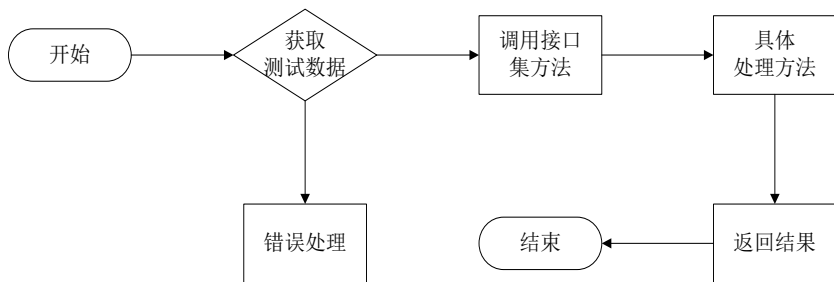 开始
获取
测试数据
调用接口
集方法
具体
处理方法
错误处理
结束
返回结果